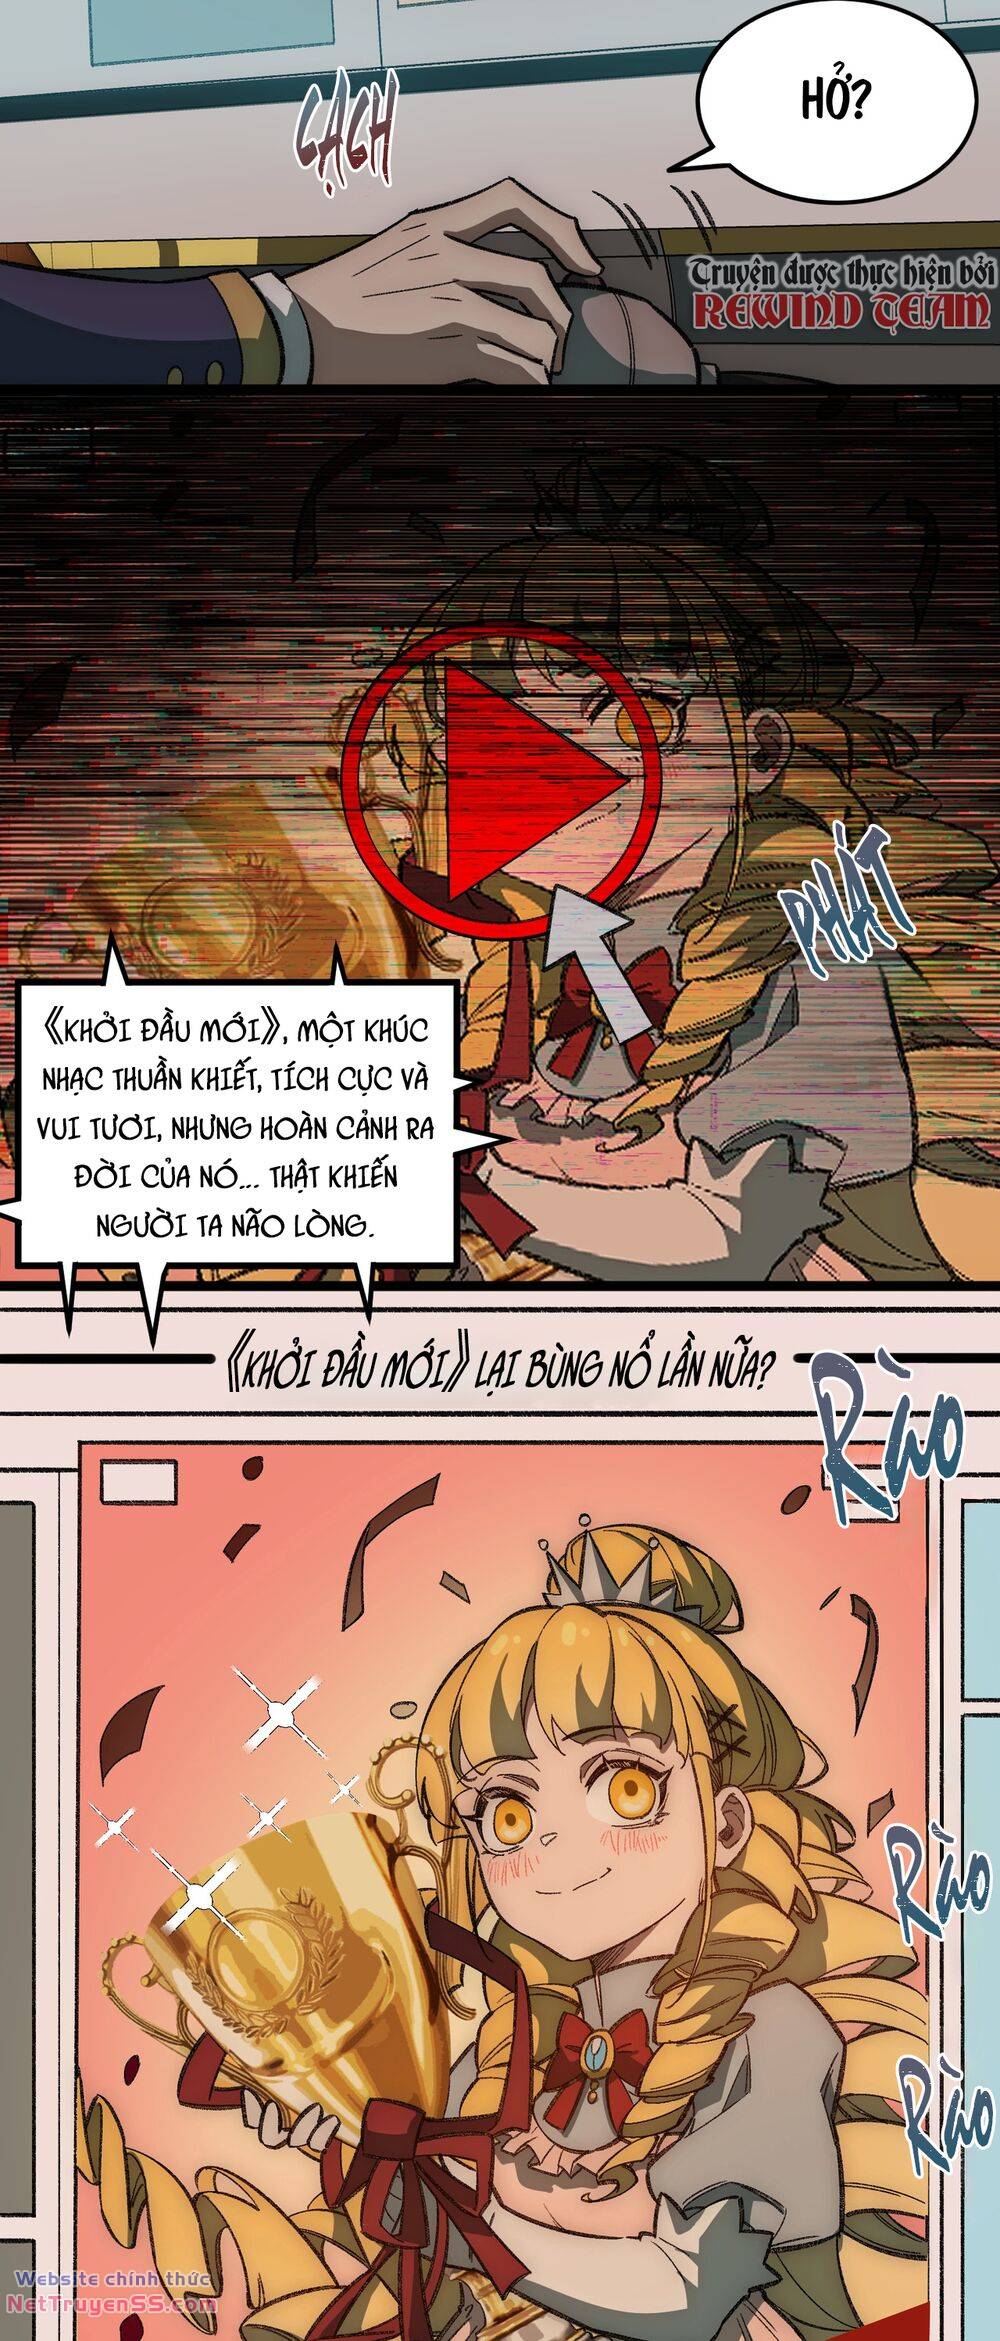 HỞ?
CẠCH
Truyện được thực hiện bởi
REWIND TEAM
PHÁT
《KHỞI ĐẦU MỚI》, MỘT KHÚC
NHẠC THUẦN KHIẾT, TÍCH CỰC VÀ
VUI TƯƠI, NHƯNG HOÀN CẢNH RA
ĐỜI CỦA NÓ... THẬT KHIẾN
NGƯỜI TA NÃO LÒNG.
《KHỞI ĐẦU MỚI》 LẠI BÙNG NỔ LẦN NỮA?
Rào
Rào
Rào
Website chính thức
NetTruyenSS.com